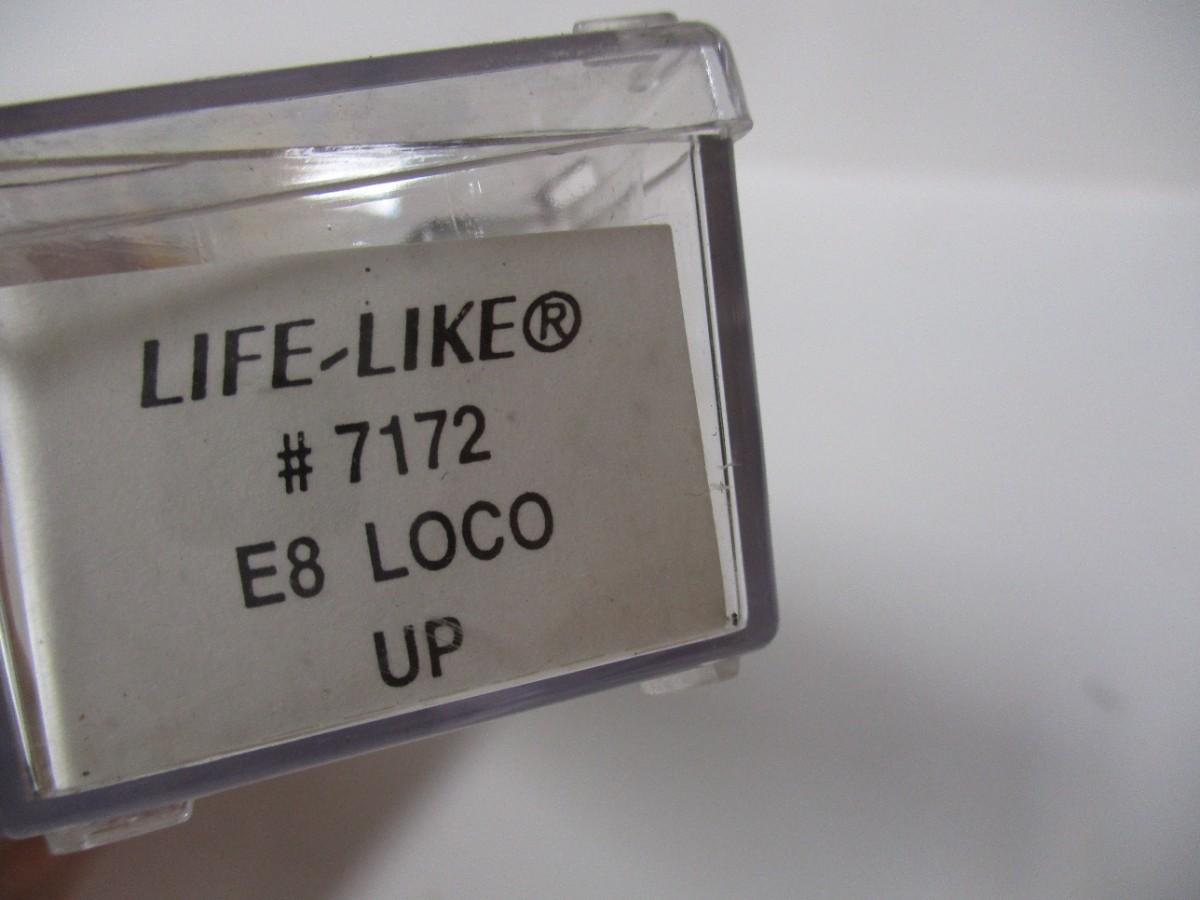 LIFE-LIKE®
# 7172
E8 LOCO
UP